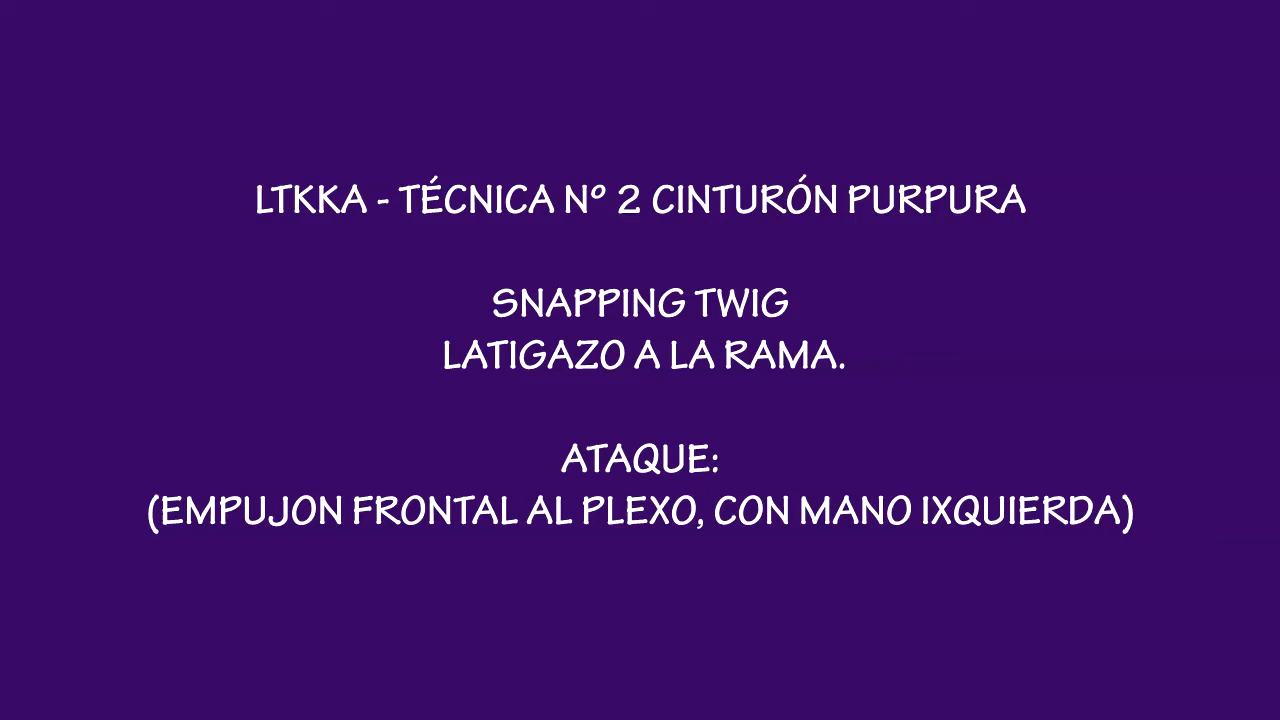 LTKKA - TÉCNICA Nº 2 CINTURÓN PURPURA
SNAPPING TWIG
LATIGAZO A LA RAMA.
ATAQUE:
(EMPUJON FRONTAL AL PLEXO, CON MANO IXQUIERDA)